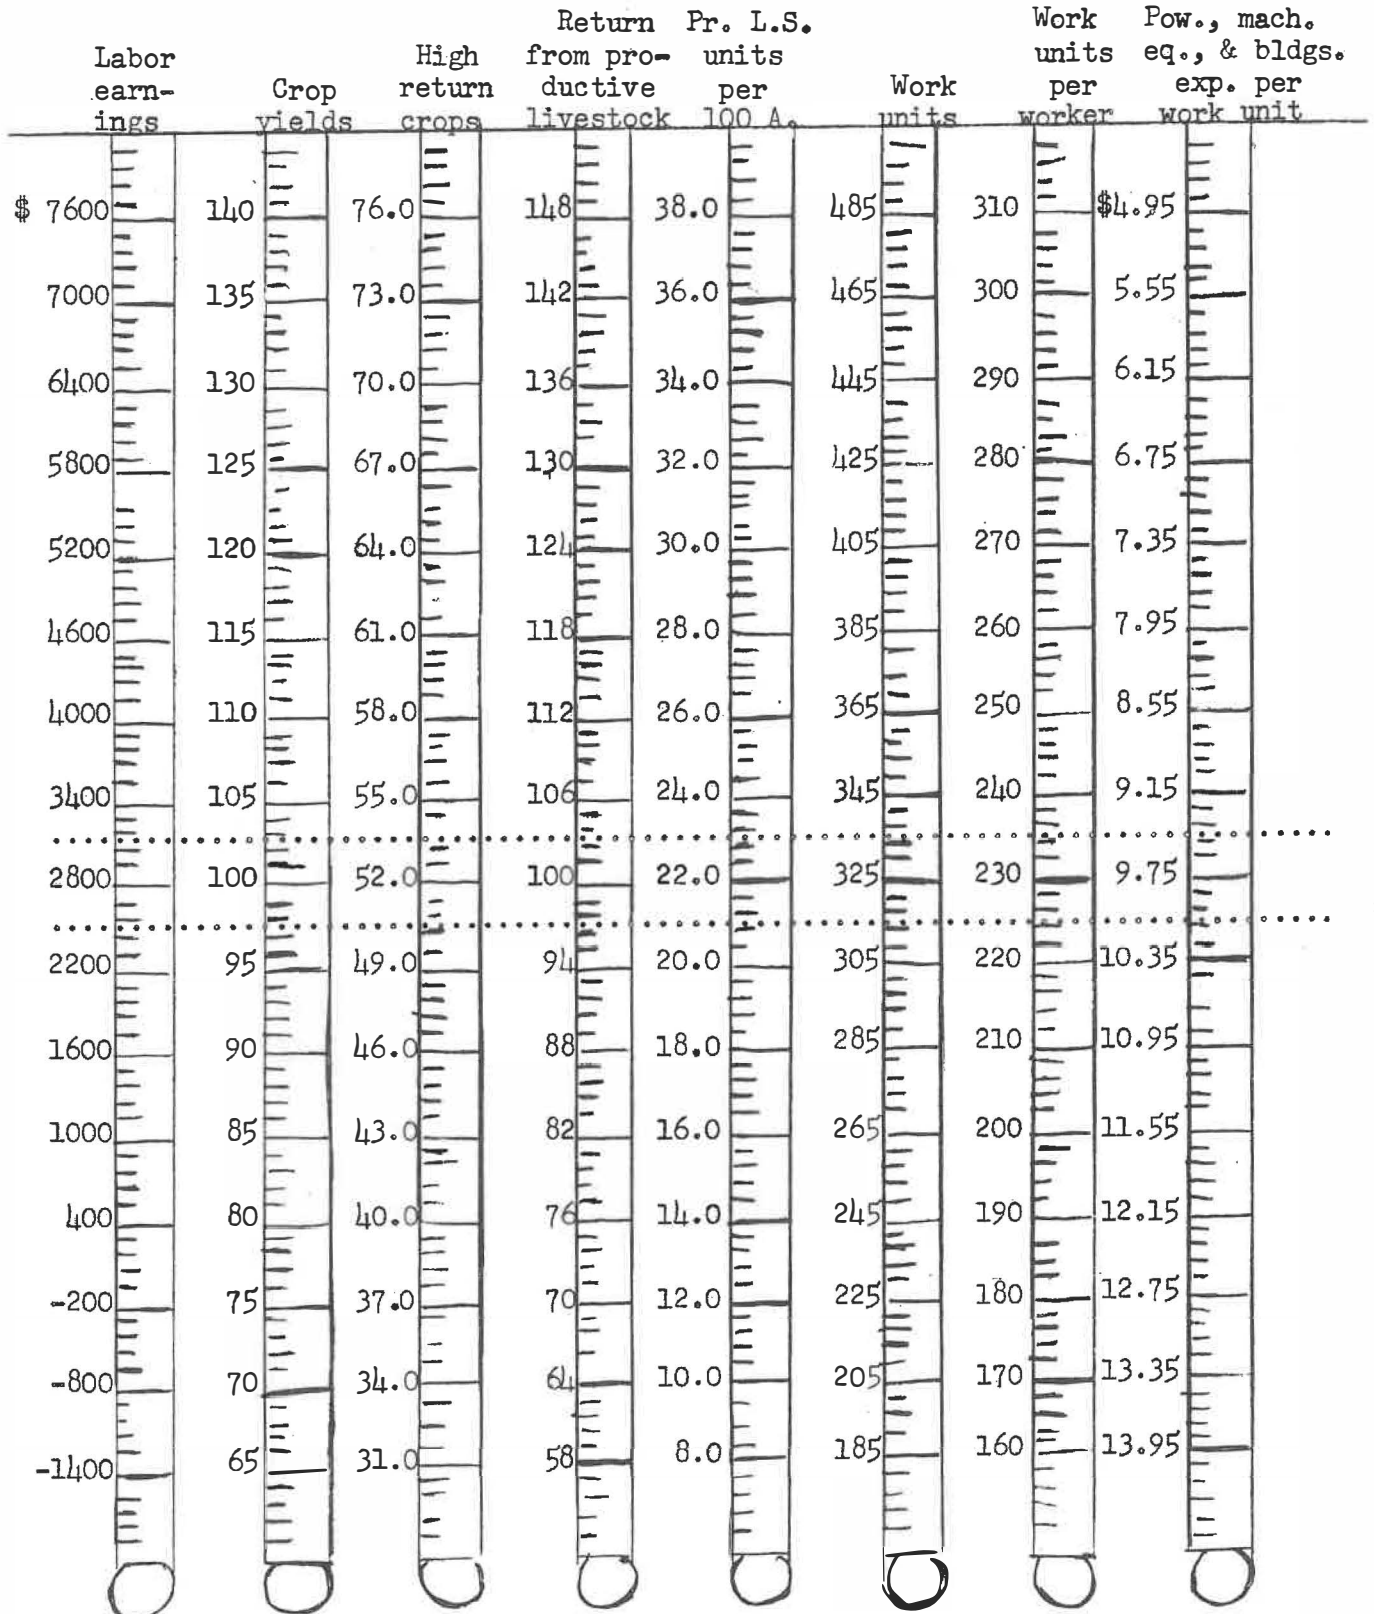 Return Pr. L.S. Work Pow., mach.
Labor High from pro- units units eq., & bldgs.
earn- Crop return ductive per Work per exp. per
ings yields crops livestock 100 A. units worker work unit
$ 7600 140 76.0 148 38.0 485 310 $4.95
7000 135 73.0 142 36.0 465 300 5.55
6400 130 70.0 136 34.0 445 290 6.15
5800 125 67.0 130 32.0 425 280 6.75
5200 120 64.0 124 30.0 405 270 7.35
4600 115 61.0 118 28.0 385 260 7.95
4000 110 58.0 112 26.0 365 250 8.55
3400 105 55.0 106 24.0 345 240 9.15
2800 100 52.0 100 22.0 325 230 9.75
2200 95 49.0 94 20.0 305 220 10.35
1600 90 46.0 88 18.0 285 210 10.95
1000 85 43.0 82 16.0 265 200 11.55
400 80 40.0 76 14.0 245 190 12.15
-200 75 37.0 70 12.0 225 180 12.75
-800 70 34.0 64 10.0 205 170 13.35
-1400 65 31.0 58 8.0 185 160 13.95